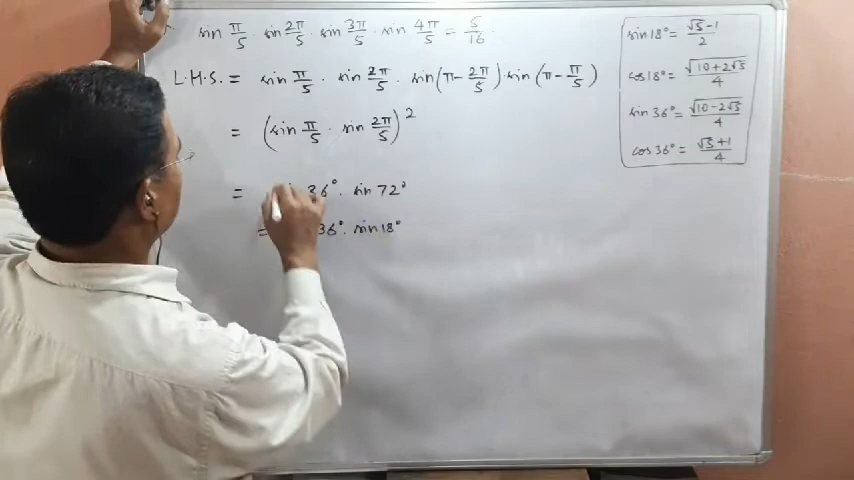 sin π/5 · sin 2π/5 · sin 3π/5 · sin 4π/5 = 5/16
L.H.S. = sin π/5 · sin 2π/5 · sin(π - 2π/5) · sin(π - π/5)
= (sin π/5 · sin 2π/5)²
= 36° · sin 72°
= 36° · sin 18°
sin 18° = √5-1/2
cos 18° = √10+2√5/4
sin 36° = √10-2√5/4
cos 36° = √5+1/4